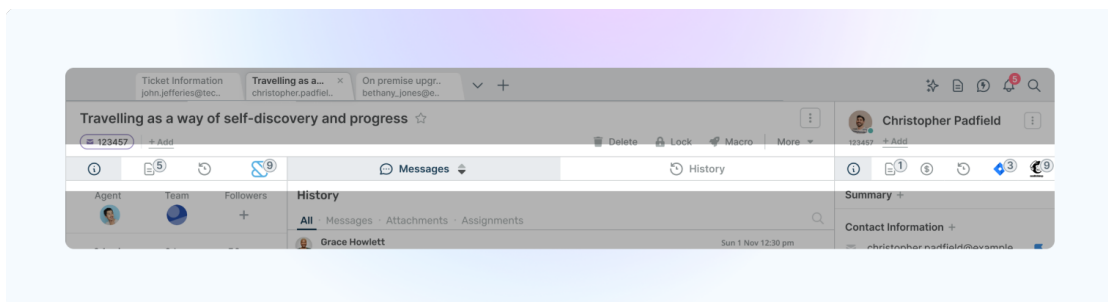 Ticket Information
john.jefferies@tec..
Travelling as a...
christopher.padfiel..
On premise upgr..
bethany_jones@e..
5
Travelling as a way of self-discovery and progress
123457
+ Add
Delete
Lock
Macro
More
Christopher Padfield
123457
+ Add
5
9
Messages
History
1
3
9
Agent
Team
Followers
History
All · Messages · Attachments · Assignments
Grace Howlett
Sun 1 Nov 12:30 pm
Summary +
Contact Information +
christopher.padfield@example